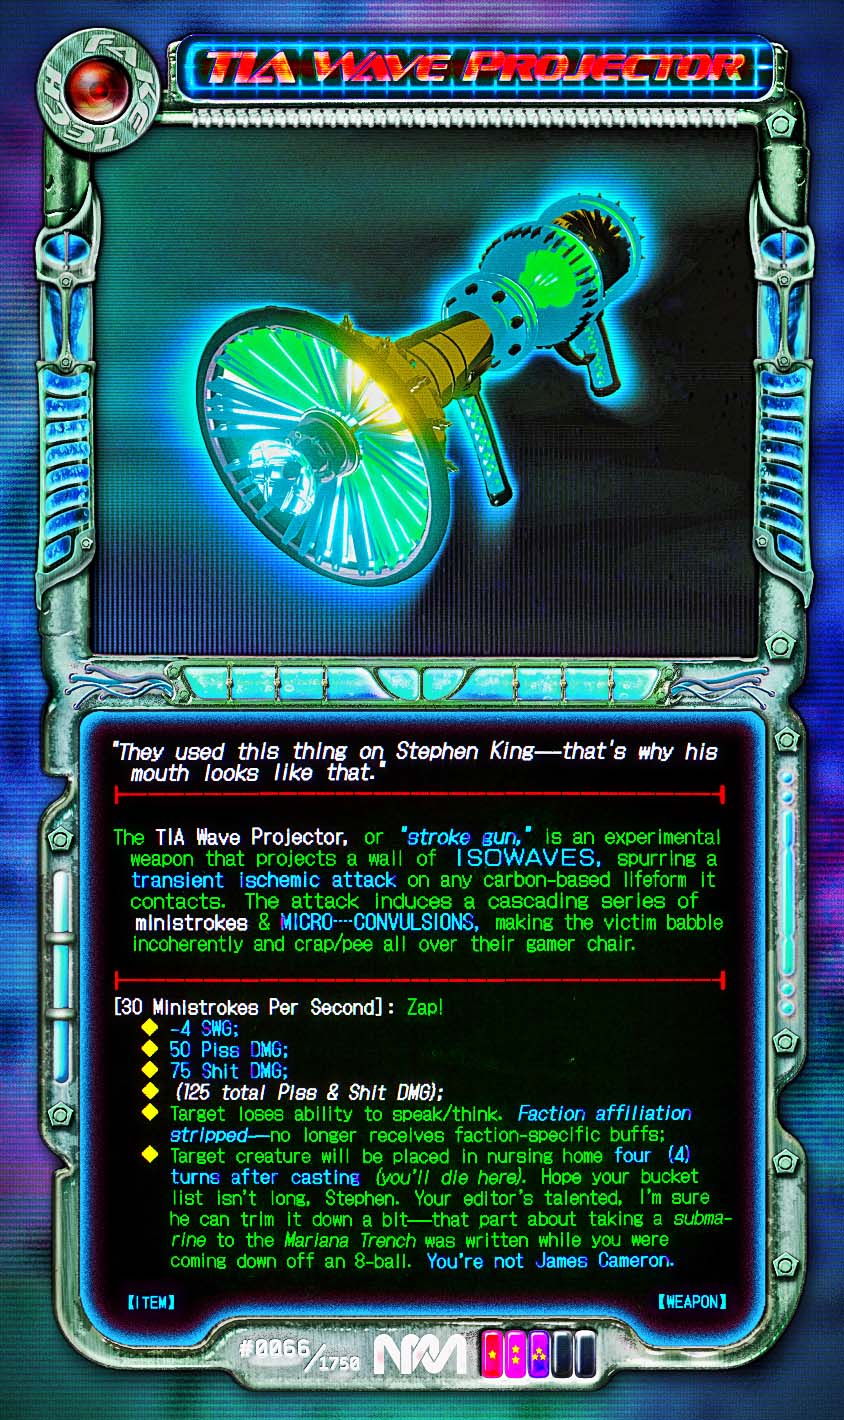 FAKE TECH
TIA WAVE PROJECTOR
"They used this thing on Stephen King—that's why his
mouth looks like that."
The TIA Wave Projector, or "stroke gun," is an experimental
weapon that projects a wall of ISOWAVES, spurring a
transient ischemic attack on any carbon-based lifeform it
contacts. The attack induces a cascading series of
ministrokes & MICRO----CONVULSIONS, making the victim babble
incoherently and crap/pee all over their gamer chair.
[30 Ministrokes Per Second]: Zap!
◆ -4 SWG;
◆ 50 Piss DMG;
◆ 75 Shit DMG;
◆ (125 total Piss & Shit DMG);
◆ Target loses ability to speak/think. Faction affiliation
stripped—no longer receives faction-specific buffs;
◆ Target creature will be placed in nursing home four (4)
turns after casting (you'll die here). Hope your bucket
list isn't long, Stephen. Your editor's talented, I'm sure
he can trim it down a bit—that part about taking a subma-
rine to the Mariana Trench was written while you were
coming down off an 8-ball. You're not James Cameron.
【ITEM】 【WEAPON】
#0066/1750 NPM